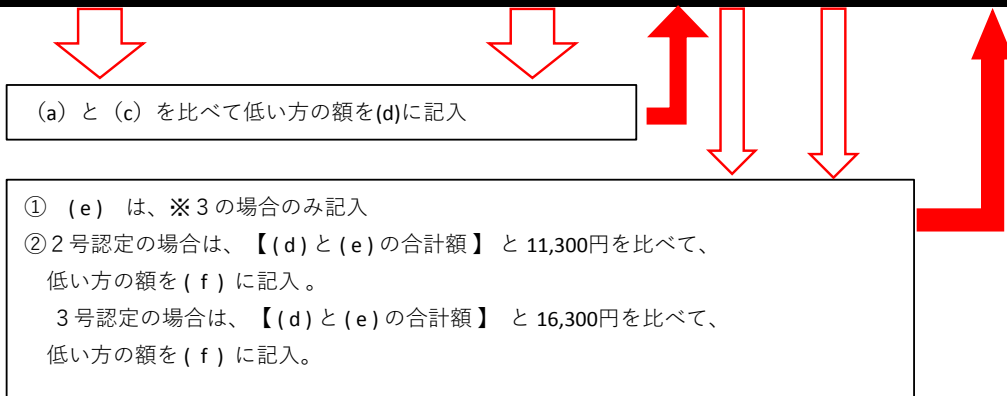 （a）と（c）を比べて低い方の額を(d)に記入
① (e) は、※３の場合のみ記入
②２号認定の場合は、【(d)と(e)の合計額】 と 11,300円を比べて、
低い方の額を(f)に記入。
３号認定の場合は、【(d)と(e)の合計額】 と 16,300円を比べて、
低い方の額を(f)に記入。